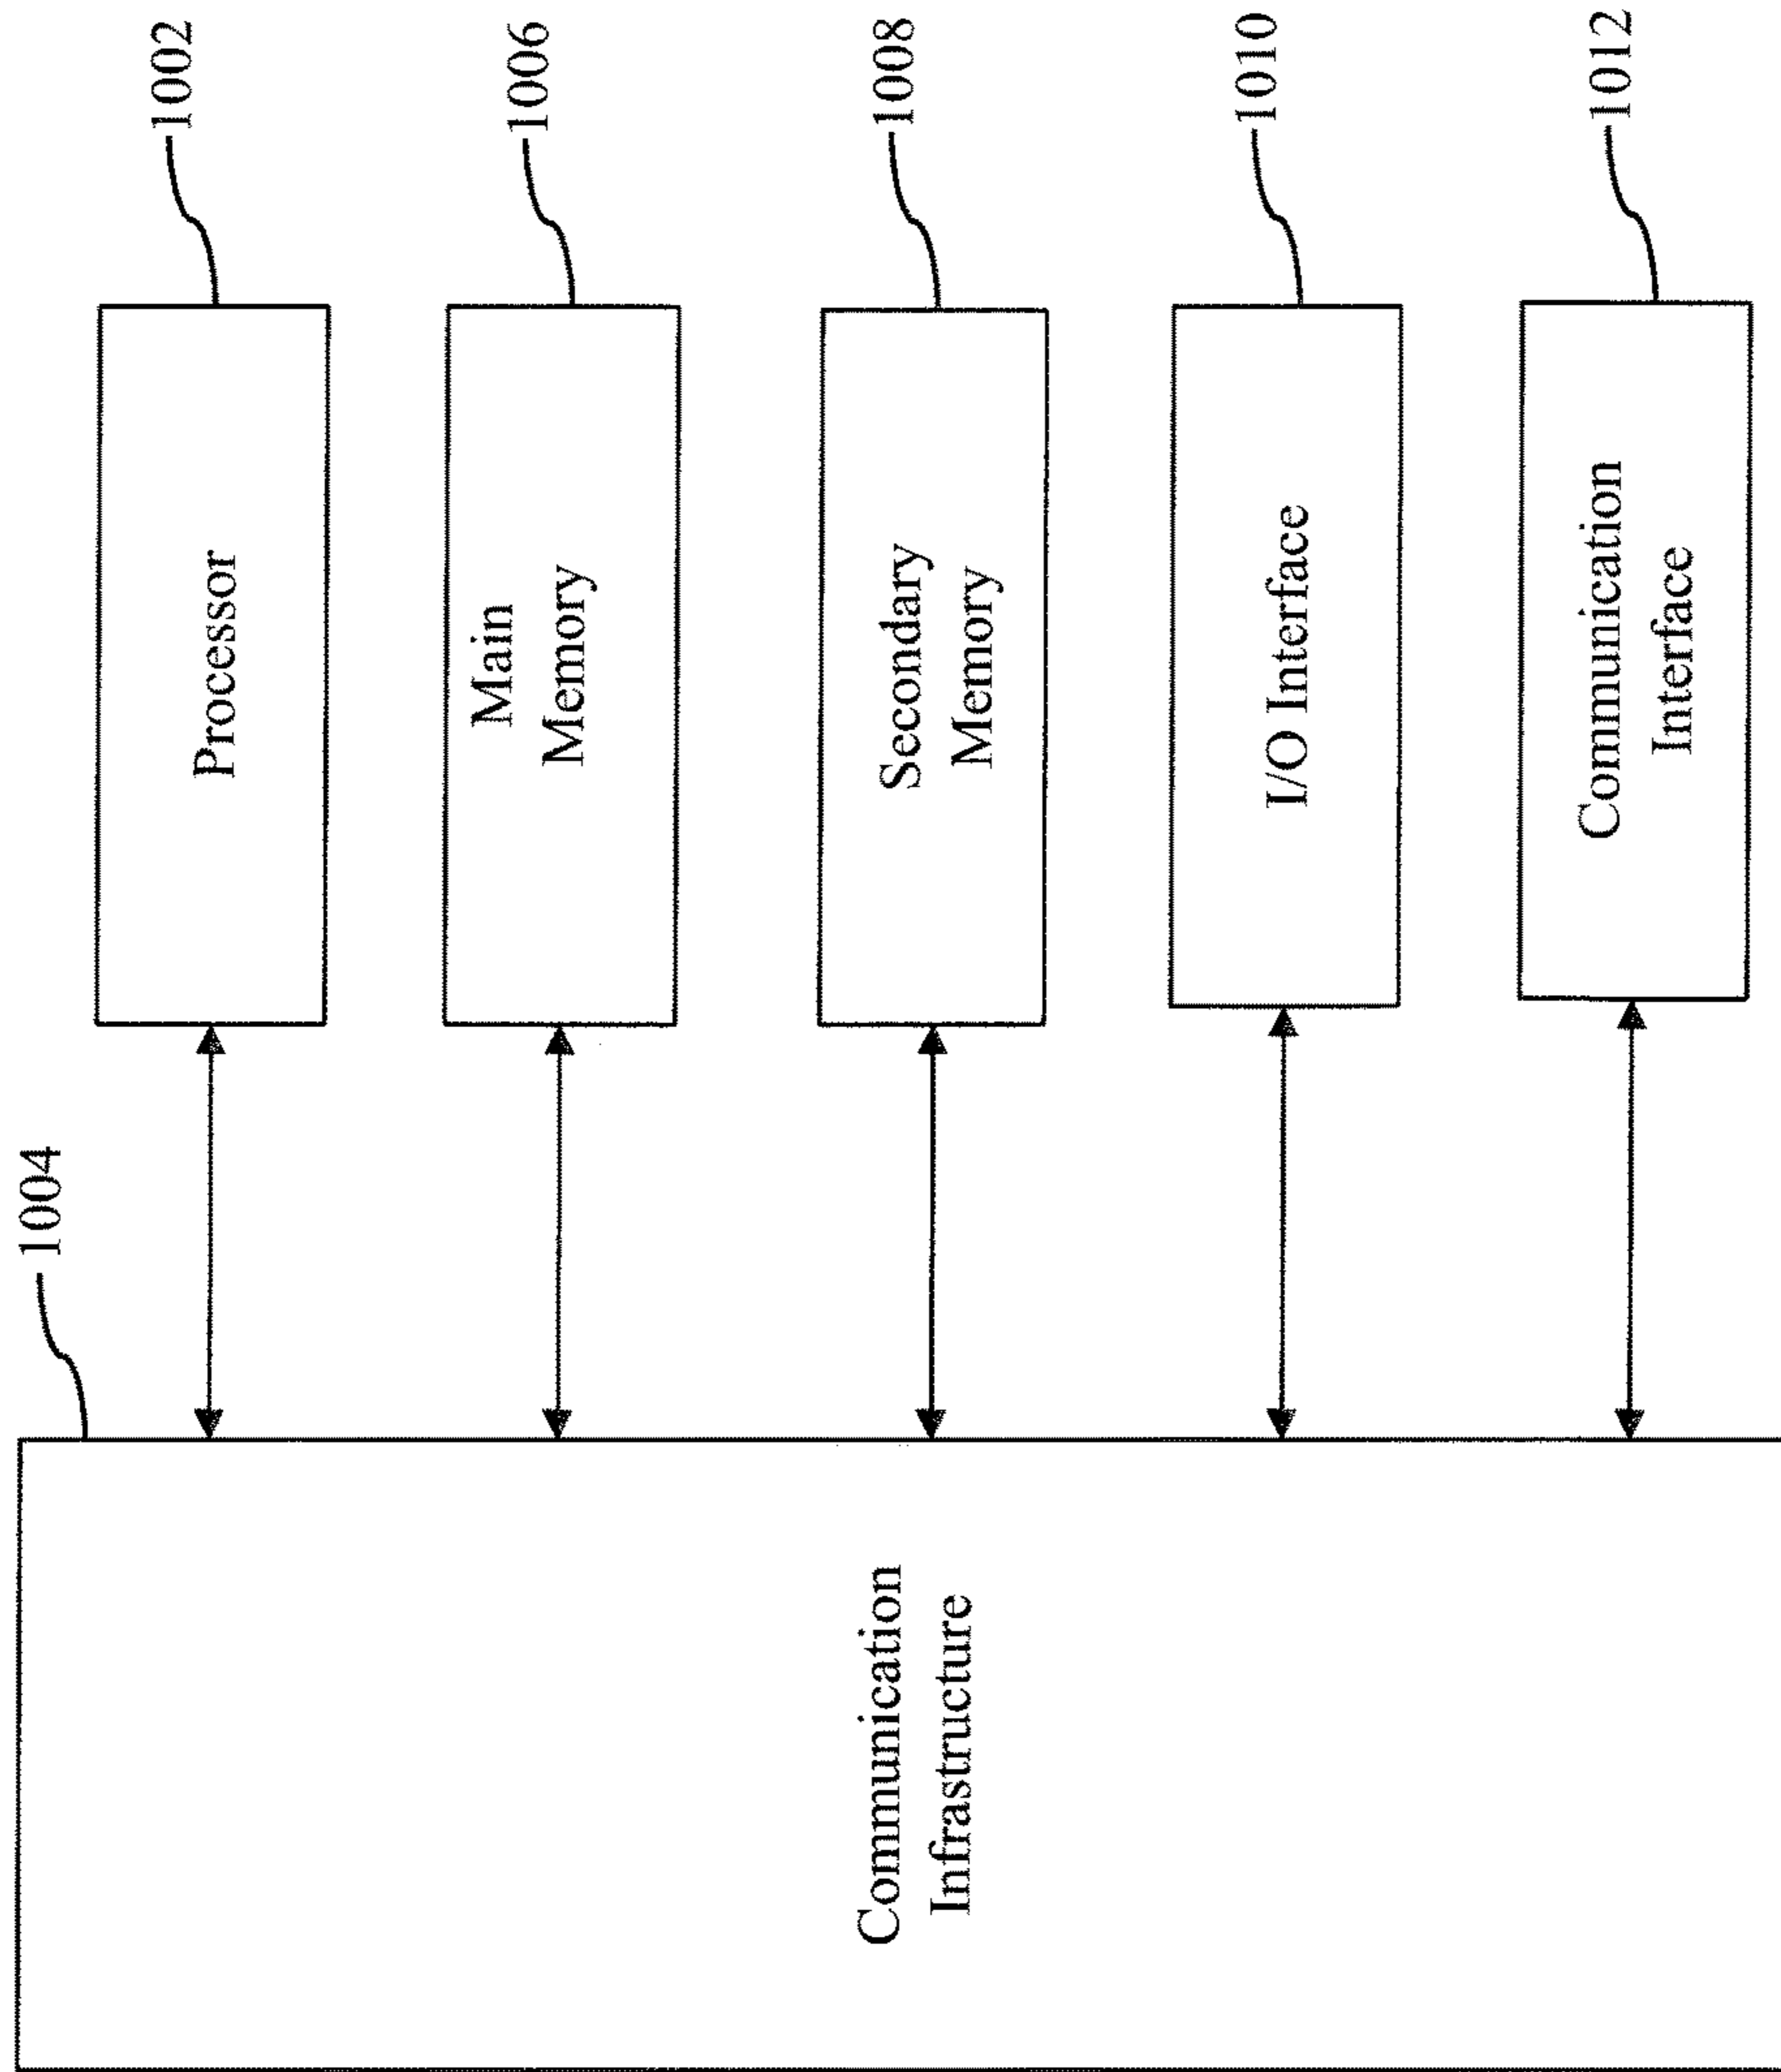 1004
Communication
Infrastructure
Processor
1002
Main
Memory
1006
Secondary
Memory
1008
I/O Interface
1010
Communication
Interface
1012